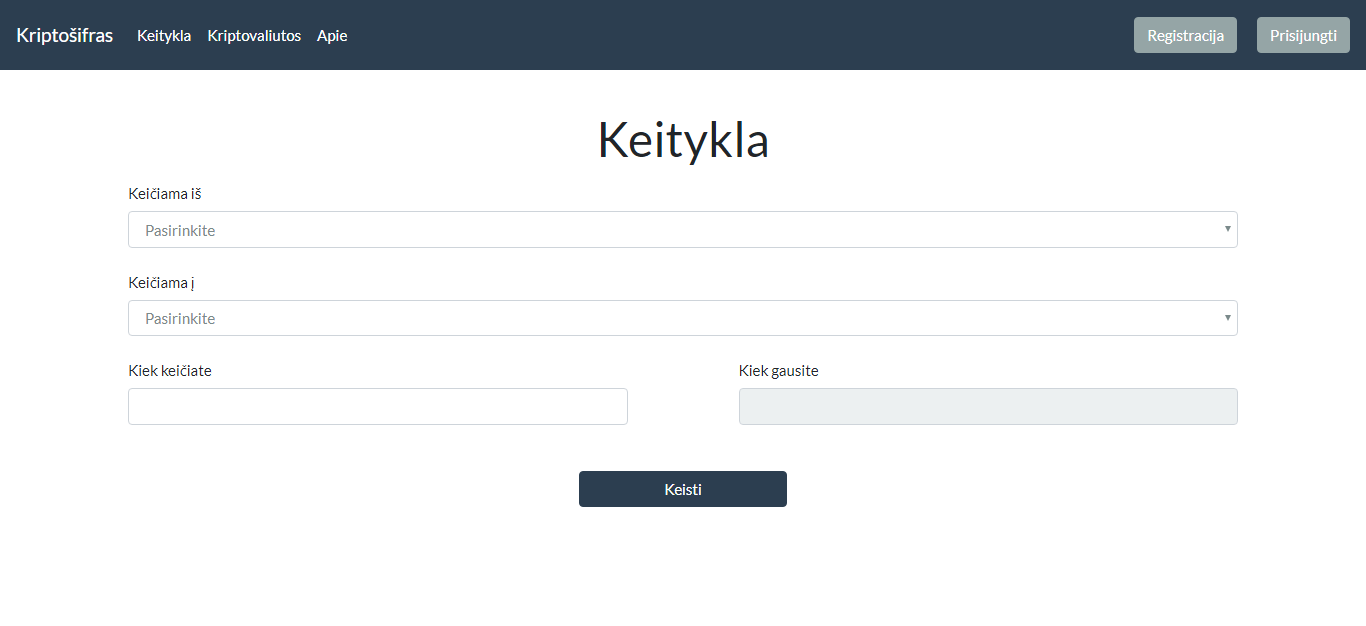 Kriptošifras Keitykla Kriptovaliutos Apie Registracija Prisijungti
Keitykla
Keičiama iš
Pasirinkite
Keičiama į
Pasirinkite
Kiek keičiate Kiek gausite
Keisti